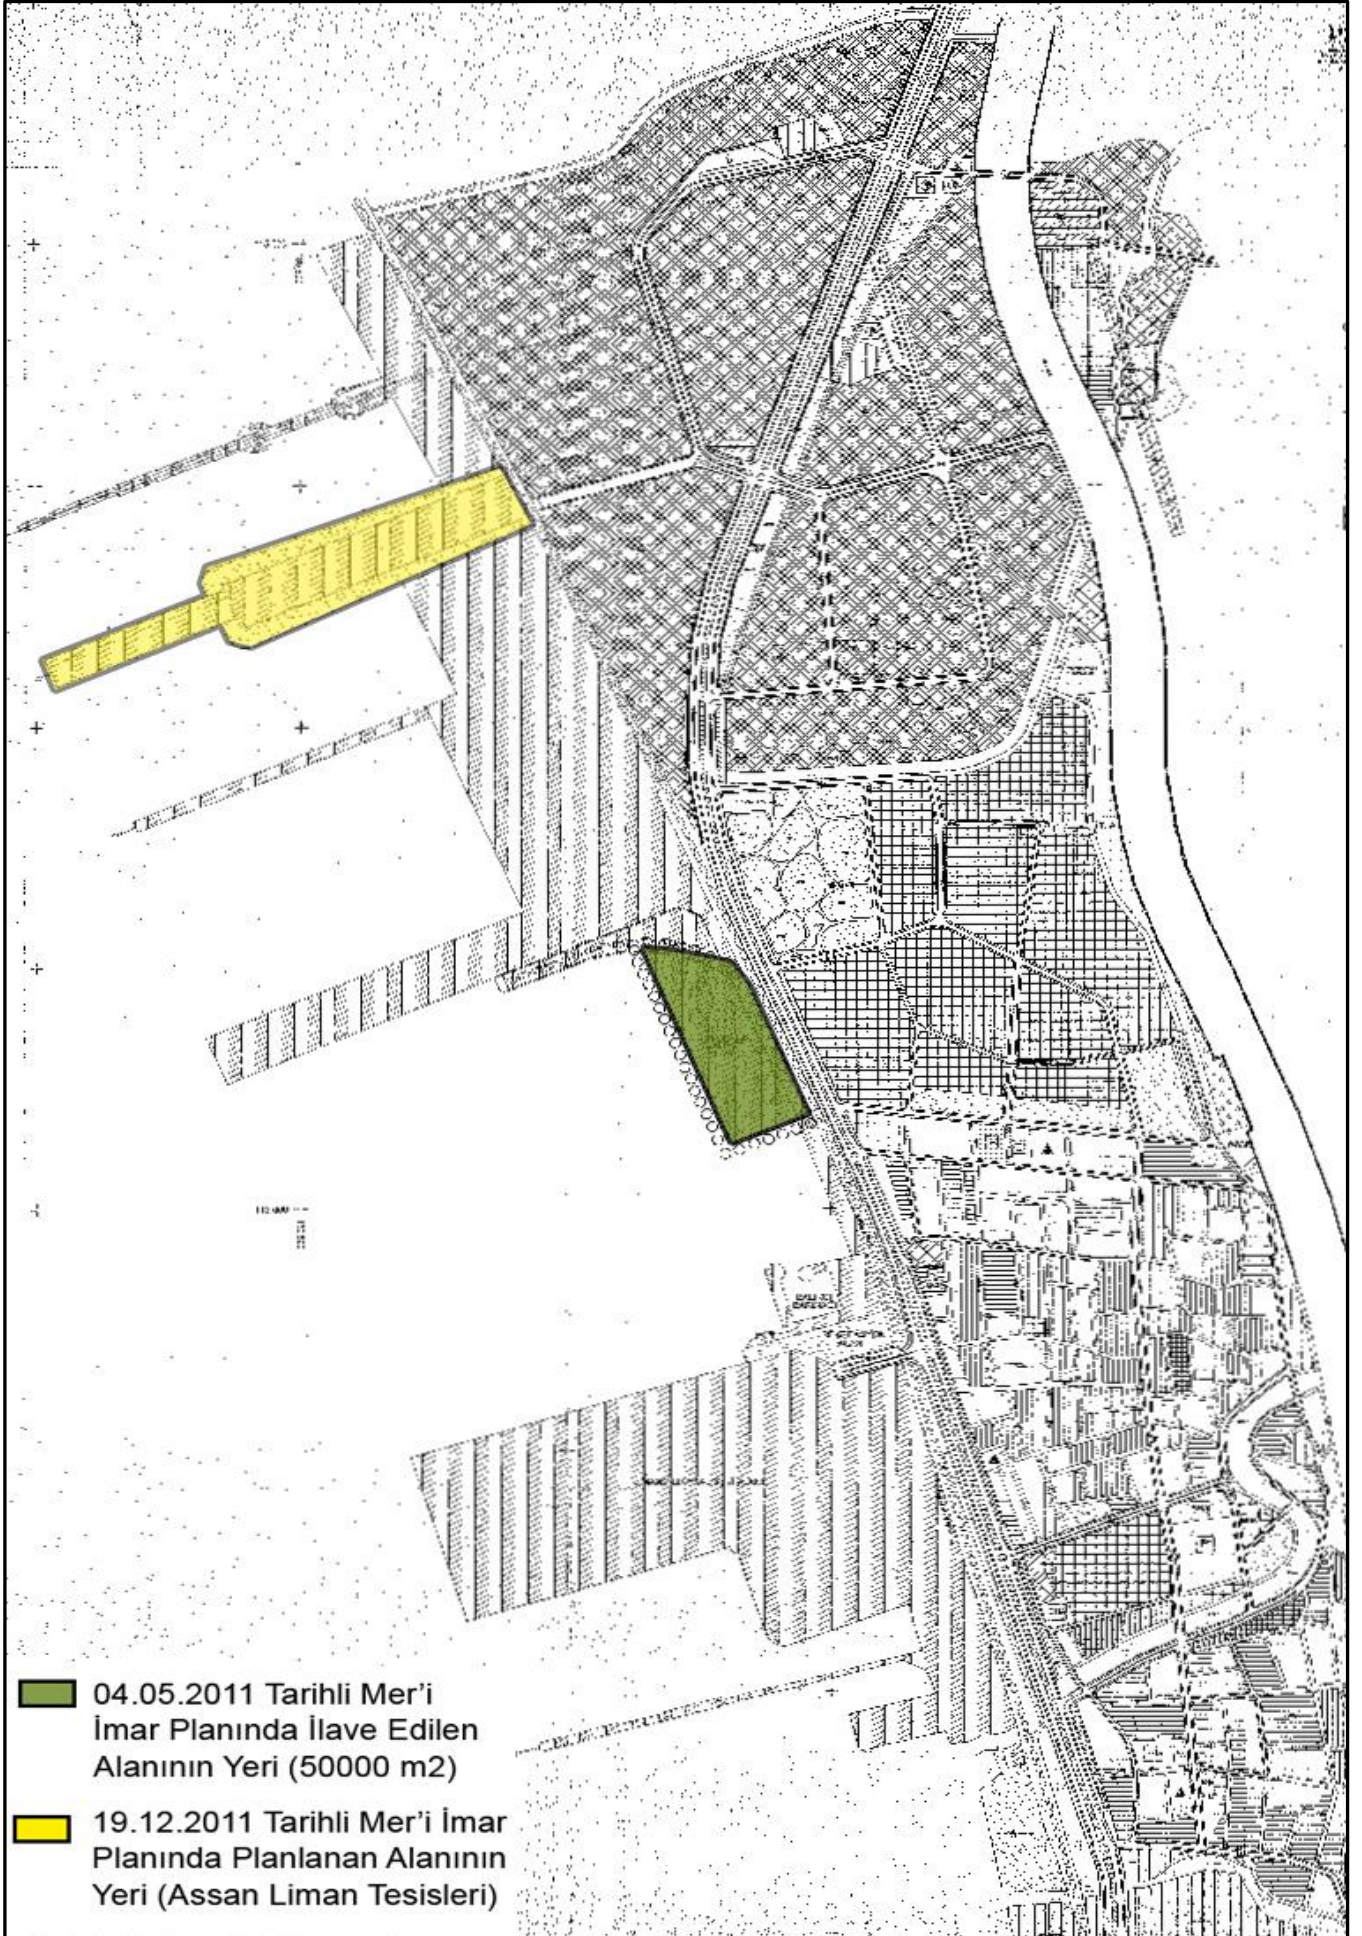 04.05.2011 Tarihli Mer'i
İmar Planında İlave Edilen
Alanının Yeri (50000 m2)
19.12.2011 Tarihli Mer'i İmar
Planında Planlanan Alanının
Yeri (Assan Liman Tesisleri)